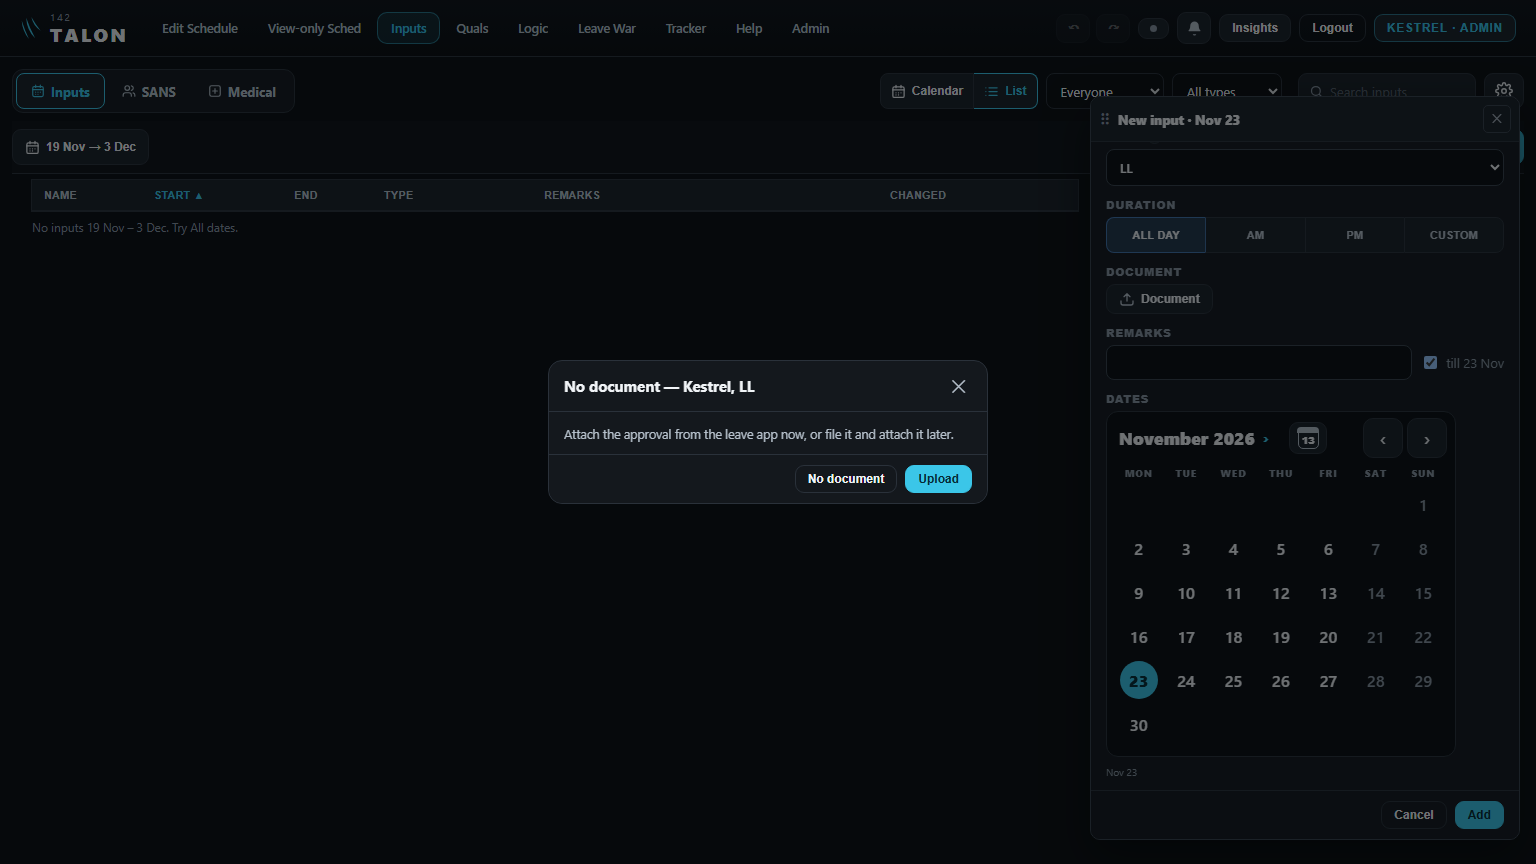 142
TALON
Edit Schedule
View-only Sched
Inputs
Quals
Logic
Leave War
Tracker
Help
Admin
Insights
Logout
KESTREL · ADMIN
Inputs
SANS
Medical
Calendar
List
Everyone
All types
Search inputs
19 Nov → 3 Dec
NAME
START ▲
END
TYPE
REMARKS
CHANGED
No inputs 19 Nov – 3 Dec. Try All dates.
New input · Nov 23
LL
DURATION
ALL DAY
AM
PM
CUSTOM
DOCUMENT
Document
REMARKS
till 23 Nov
DATES
November 2026 ›
13
‹ ›
MON TUE WED THU FRI SAT SUN
1
2 3 4 5 6 7 8
9 10 11 12 13 14 15
16 17 18 19 20 21 22
23 24 25 26 27 28 29
30
Nov 23
Cancel
Add
No document — Kestrel, LL
Attach the approval from the leave app now, or file it and attach it later.
No document
Upload